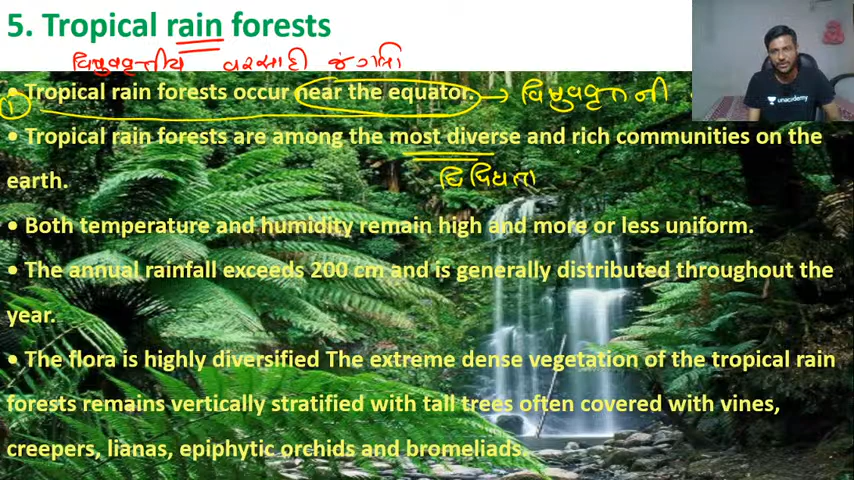 5. Tropical rain forests
વિષુવવૃત્તીય વરસાદી જંગલો
• Tropical rain forests occur near the equator. → વિષુવવૃત ની
1
unacademy
• Tropical rain forests are among the most diverse and rich communities on the
earth.
વિવિધતા
• Both temperature and humidity remain high and more or less uniform.
• The annual rainfall exceeds 200 cm and is generally distributed throughout the
year.
• The flora is highly diversified The extreme dense vegetation of the tropical rain
forests remains vertically stratified with tall trees often covered with vines,
creepers, lianas, epiphytic orchids and bromeliads.